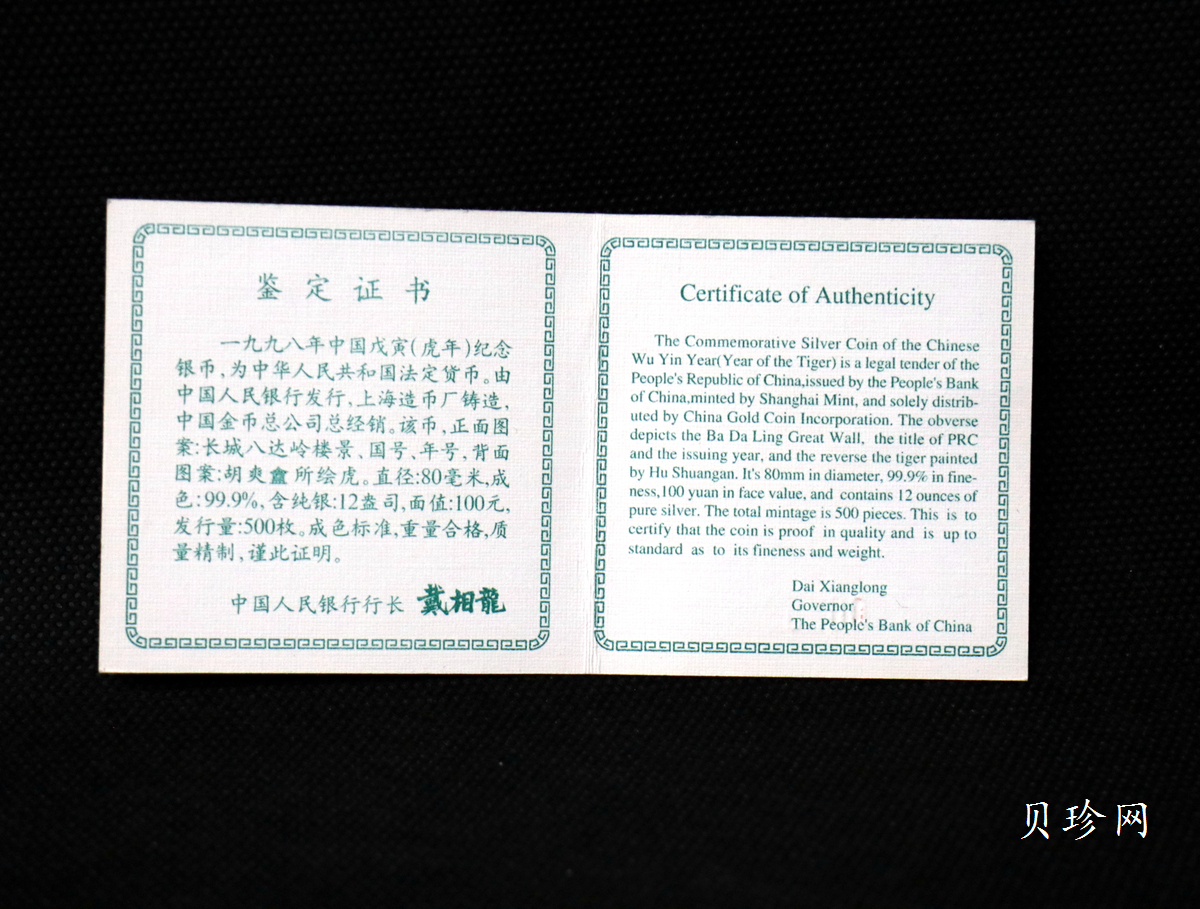 鉴定证书
一九九八年中国戊寅(虎年)纪念
银币,为中华人民共和国法定货币。由
中国人民银行发行,上海造币厂铸造,
中国金币总公司总经销。该币,正面图
案:长城八达岭楼景、国号、年号,背面
图案:胡爽盦所绘虎。直径:80毫米,成
色:99.9%,含纯银:12盎司,面值:100元,
发行量:500枚。成色标准,重量合格,质
量精制,谨此证明。
中国人民银行行长 戴相龍
Certificate of Authenticity
The Commemorative Silver Coin of the Chinese
Wu Yin Year(Year of the Tiger) is a legal tender of the
People's Republic of China,issued by the People's Bank
of China,minted by Shanghai Mint, and solely distrib-
uted by China Gold Coin Incorporation. The obverse
depicts the Ba Da Ling Great Wall, the title of PRC
and the issuing year, and the reverse the tiger painted
by Hu Shuangan. It's 80mm in diameter, 99.9% in fine-
ness,100 yuan in face value, and contains 12 ounces of
pure silver. The total mintage is 500 pieces. This is to
certify that the coin is proof in quality and is up to
standard as to its fineness and weight.
Dai Xianglong
Governor
The People's Bank of China
贝珍网